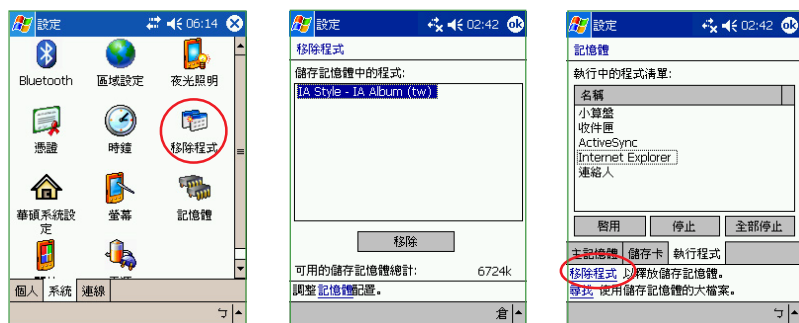 設定 06:14
Bluetooth 區域設定 夜光照明
憑證 時鐘 移除程式
華碩系統設定 螢幕 記憶體
個人 系統 連線
ㄅ
設定 02:42 ok
移除程式
儲存記憶體中的程式:
IA Style - IA Album (tw)
移除
可用的儲存記憶體總計: 6724k
調整記憶體配置。
倉
設定 02:42 ok
記憶體
執行中的程式清單:
名稱
小算盤
收件匣
ActiveSync
Internet Explorer
連絡人
啟用 停止 全部停止
主記憶體 儲存卡 執行程式
移除程式 以釋放儲存記憶體。
尋找 使用儲存記憶體的大檔案。
ㄅ